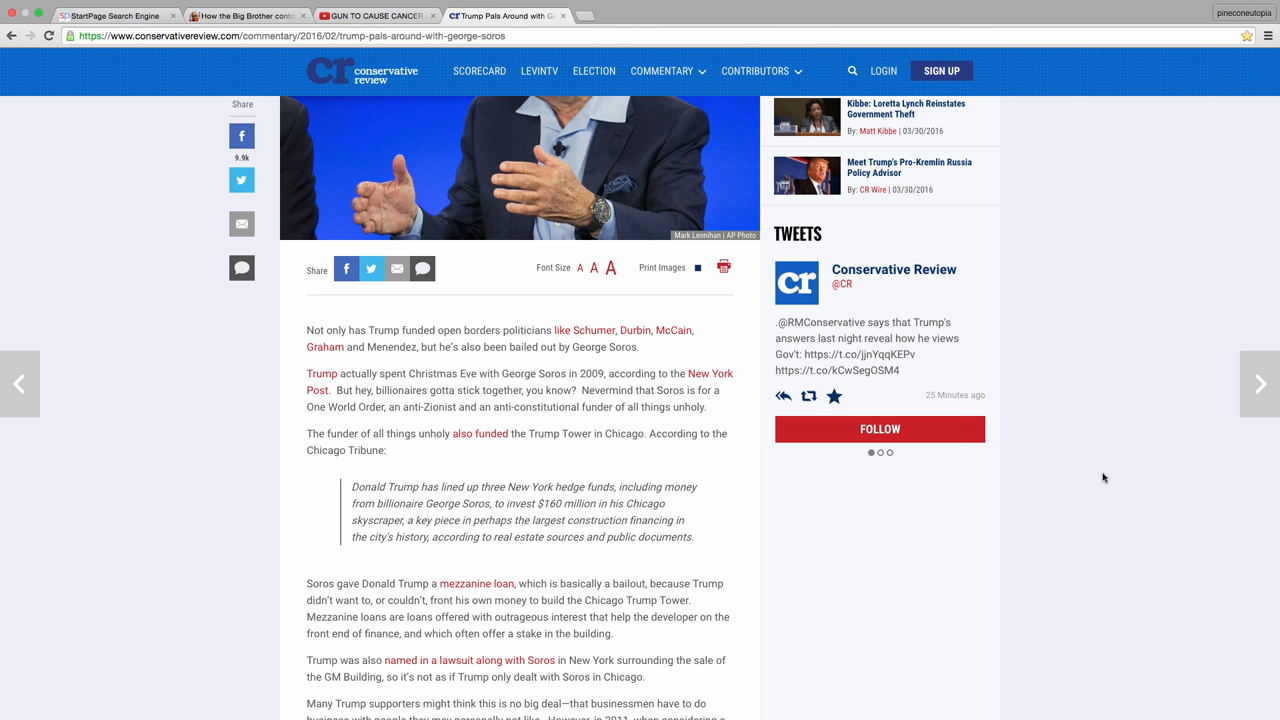 StartPage Search Engine
How the Big Brother cont
GUN TO CAUSE CANCER
Trump Pals Around with Ge
pineconeutopia
https://www.conservativereview.com/commentary/2016/02/trump-pals-around-with-george-soros
cr conservative review
SCORECARD
LEVINTV
ELECTION
COMMENTARY
CONTRIBUTORS
LOGIN
SIGN UP
Share
9.9k
Mark Lennihan | AP Photo
Share
Font Size A A A
Print Images
Not only has Trump funded open borders politicians like Schumer, Durbin, McCain,
Graham and Menendez, but he's also been bailed out by George Soros.
Trump actually spent Christmas Eve with George Soros in 2009, according to the New York
Post. But hey, billionaires gotta stick together, you know? Nevermind that Soros is for a
One World Order, an anti-Zionist and an anti-constitutional funder of all things unholy.
The funder of all things unholy also funded the Trump Tower in Chicago. According to the
Chicago Tribune:
Donald Trump has lined up three New York hedge funds, including money
from billionaire George Soros, to invest $160 million in his Chicago
skyscraper, a key piece in perhaps the largest construction financing in
the city's history, according to real estate sources and public documents.
Soros gave Donald Trump a mezzanine loan, which is basically a bailout, because Trump
didn't want to, or couldn't, front his own money to build the Chicago Trump Tower.
Mezzanine loans are loans offered with outrageous interest that help the developer on the
front end of finance, and which often offer a stake in the building.
Trump was also named in a lawsuit along with Soros in New York surrounding the sale of
the GM Building, so it's not as if Trump only dealt with Soros in Chicago.
Many Trump supporters might think this is no big deal—that businessmen have to do
business with people they may personally not like. However, in 2011, when considering a
Kibbe: Loretta Lynch Reinstates
Government Theft
By: Matt Kibbe | 03/30/2016
Meet Trump's Pro-Kremlin Russia
Policy Advisor
By: CR Wire | 03/30/2016
TWEETS
cr
Conservative Review
@CR
.@RMConservative says that Trump's
answers last night reveal how he views
Gov't: https://t.co/jjnYqqKEPv
https://t.co/kCwSegOSM4
25 Minutes ago
FOLLOW